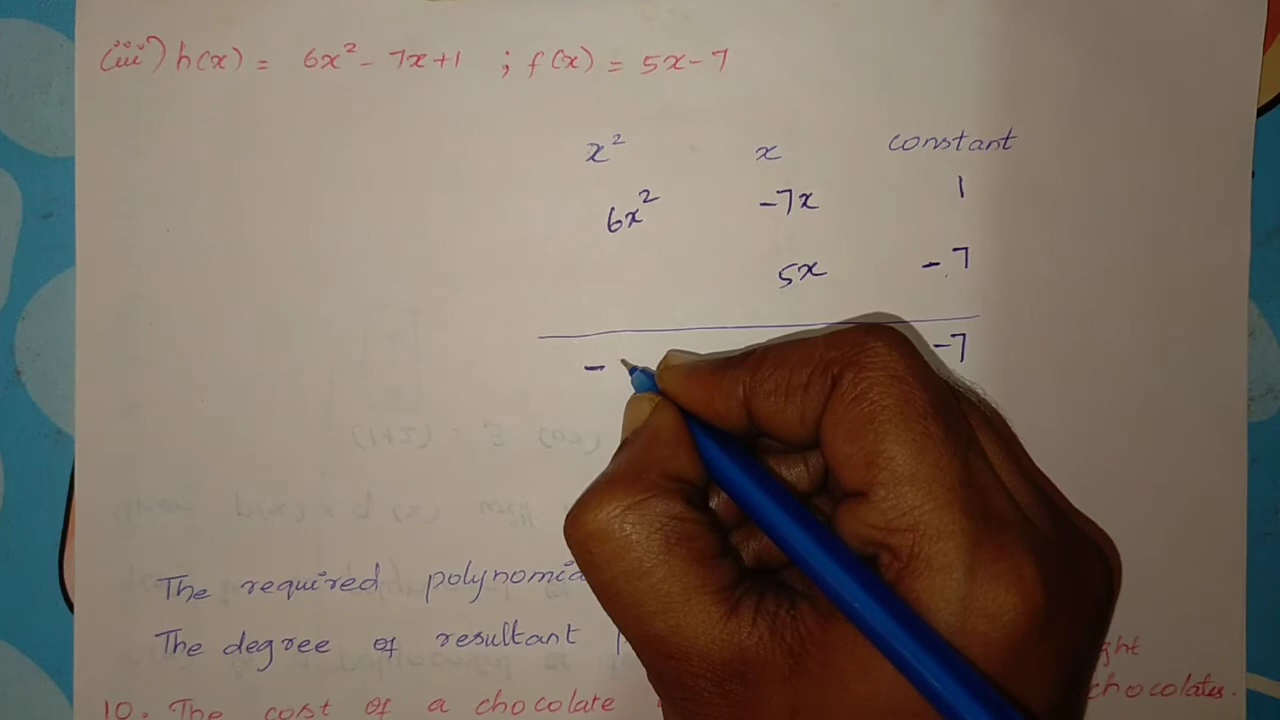 (iii) h(x) = 6x² - 7x + 1 ; f(x) = 5x - 7
x² x constant
6x² -7x 1
5x -7
- -7
The required
The degree of resultant
ght
10. The cost of a chocolate chocolates.